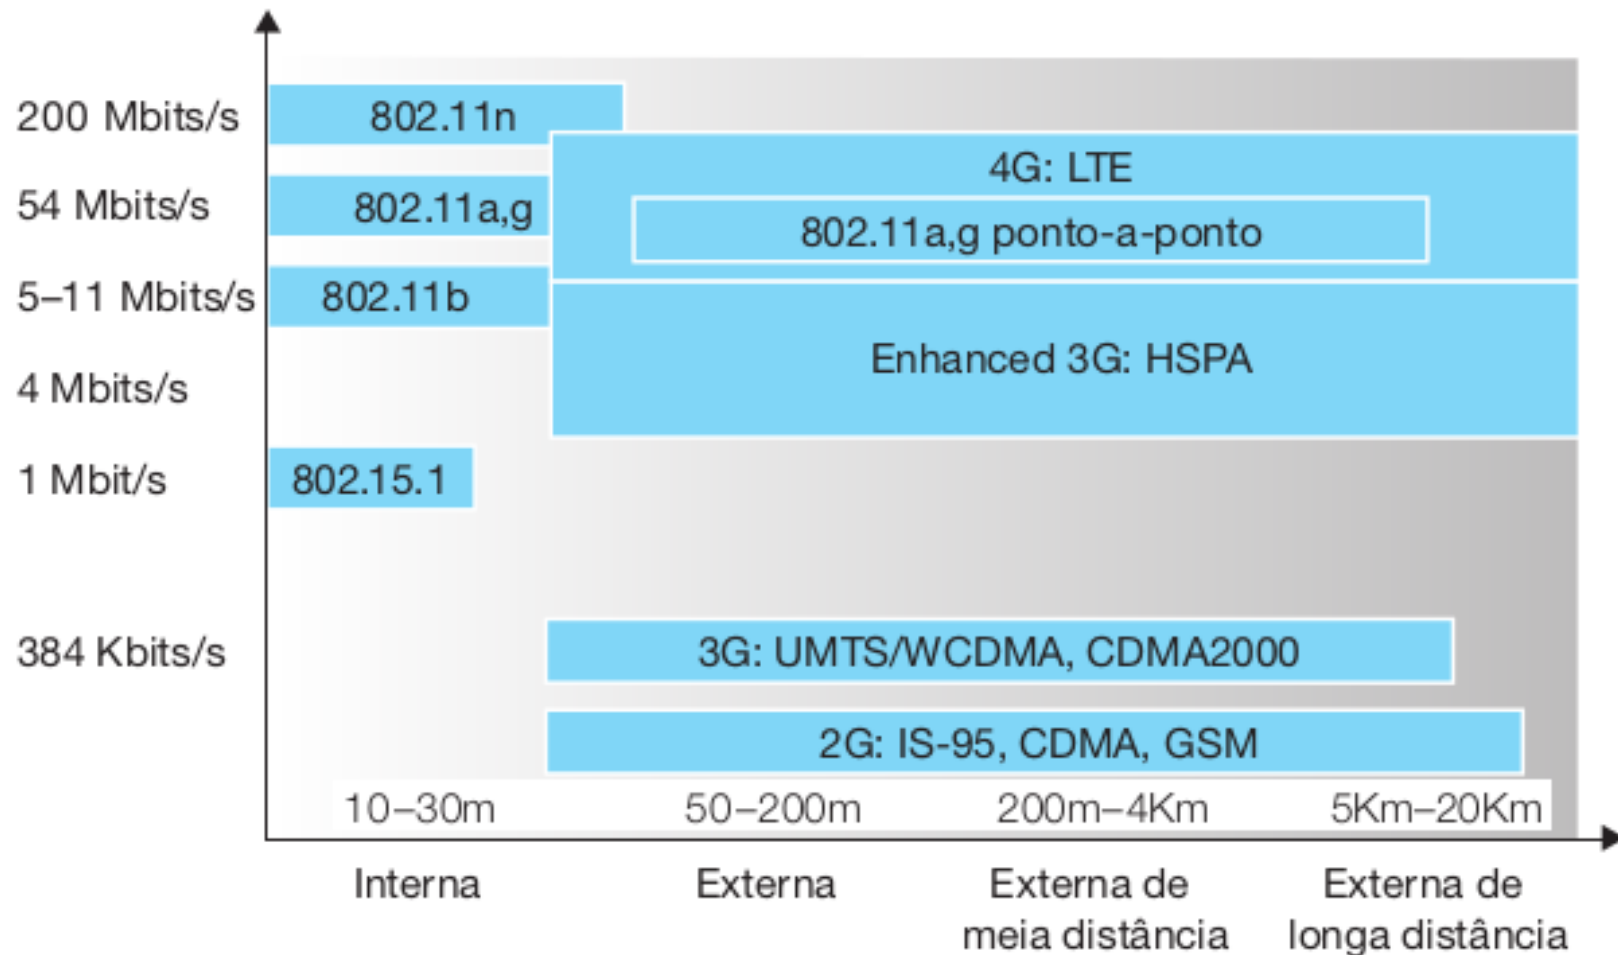 200 Mbits/s
802.11n
4G: LTE
54 Mbits/s
802.11a,g
802.11a,g ponto-a-ponto
5–11 Mbits/s
802.11b
Enhanced 3G: HSPA
4 Mbits/s
1 Mbit/s
802.15.1
384 Kbits/s
3G: UMTS/WCDMA, CDMA2000
2G: IS-95, CDMA, GSM
10–30m
50–200m
200m–4Km
5Km–20Km
Interna
Externa
Externa de
meia distância
Externa de
longa distância